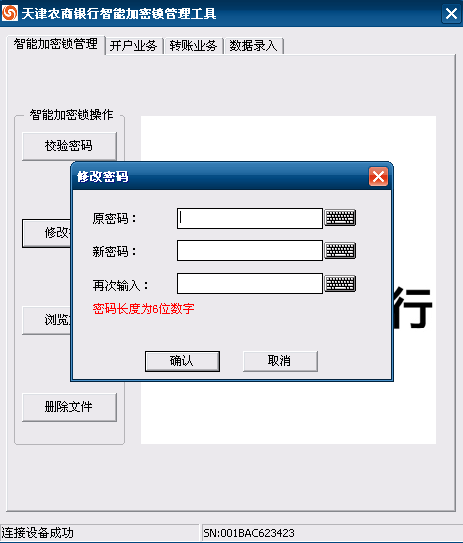 天津农商银行智能加密锁管理工具
智能加密锁管理 开户业务 转账业务 数据录入
智能加密锁操作
校验密码
修改密码
原密码：
修改
新密码：
再次输入：
浏览
行
密码长度为6位数字
确认 取消
删除文件
连接设备成功 SN:001BAC623423